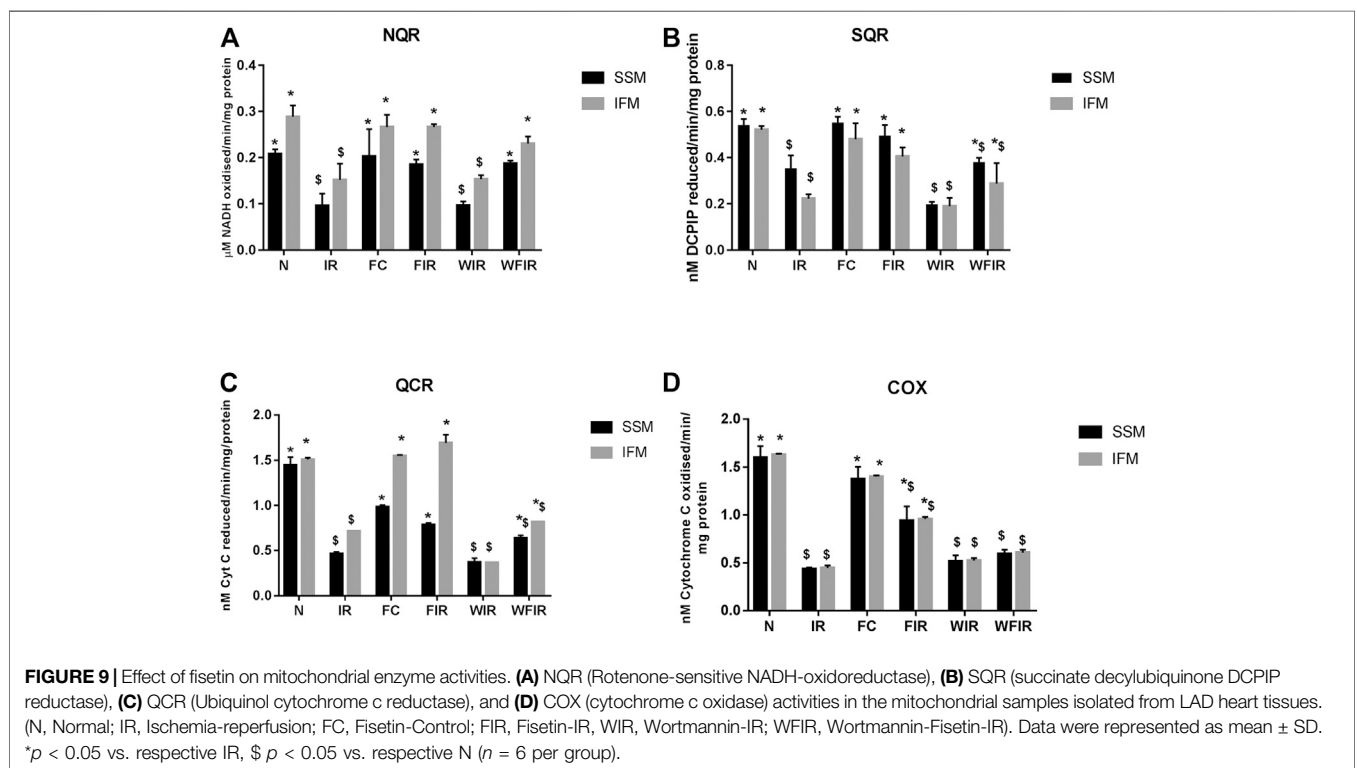 A
NQR
μM NADH oxidised/min/mg protein
0.4
0.3
0.2
0.1
0.0
* * $ $ * * * * $ $ * *
N IR FC FIR WIR WFIR
SSM
IFM
B
SQR
nM DCPIP reduced/min/mg protein
0.8
0.6
0.4
0.2
0.0
* * $ $ * * * * $ $ *$ *$
N IR FC FIR WIR WFIR
SSM
IFM
C
QCR
nM Cyt C reduced/min/mg/protein
2.0
1.5
1.0
0.5
0.0
* * $ $ * * * * $ $ *$ *$
N IR FC FIR WIR WFIR
SSM
IFM
D
COX
nM Cytochrome C oxidised/min/
mg protein
2.0
1.5
1.0
0.5
0.0
* * $ $ * * *$ *$ $ $ $ $
N IR FC FIR WIR WFIR
SSM
IFM
FIGURE 9 | Effect of fisetin on mitochondrial enzyme activities. (A) NQR (Rotenone-sensitive NADH-oxidoreductase), (B) SQR (succinate decylubiquinone DCPIP
reductase), (C) QCR (Ubiquinol cytochrome c reductase), and (D) COX (cytochrome c oxidase) activities in the mitochondrial samples isolated from LAD heart tissues.
(N, Normal; IR, Ischemia-reperfusion; FC, Fisetin-Control; FIR, Fisetin-IR, WIR, Wortmannin-IR; WFIR, Wortmannin-Fisetin-IR). Data were represented as mean ± SD.
*p < 0.05 vs. respective IR, $ p < 0.05 vs. respective N (n = 6 per group).